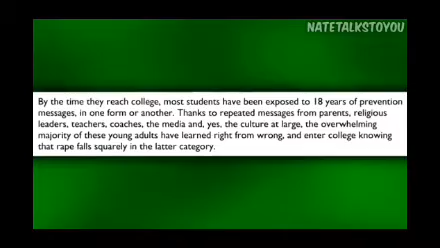 NATETALKSTOYOU
By the time they reach college, most students have been exposed to 18 years of prevention
messages, in one form or another. Thanks to repeated messages from parents, religious
leaders, teachers, coaches, the media and, yes, the culture at large, the overwhelming
majority of these young adults have learned right from wrong, and enter college knowing
that rape falls squarely in the latter category.